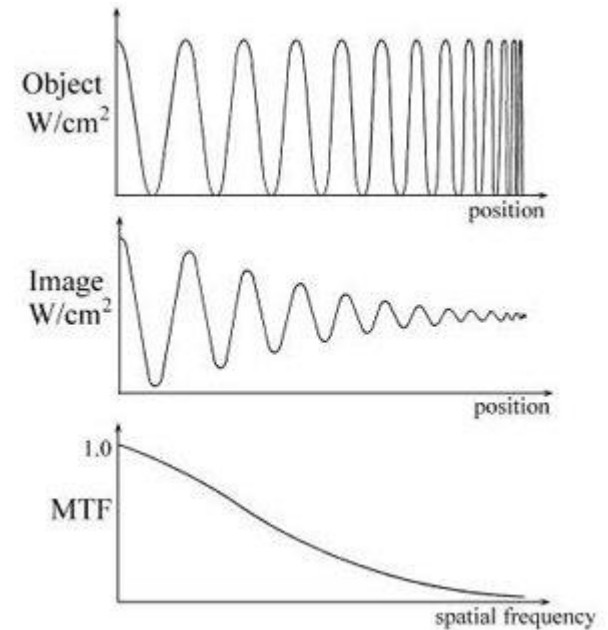 Object
W/cm²
position
Image
W/cm²
position
1.0
MTF
spatial frequency